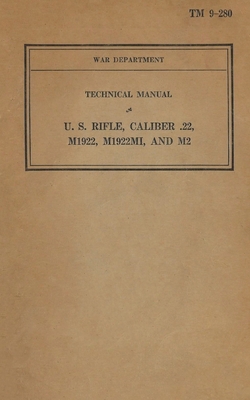 TM 9-280
WAR DEPARTMENT
TECHNICAL MANUAL
U. S. RIFLE, CALIBER .22,
M1922, M1922MI, AND M2